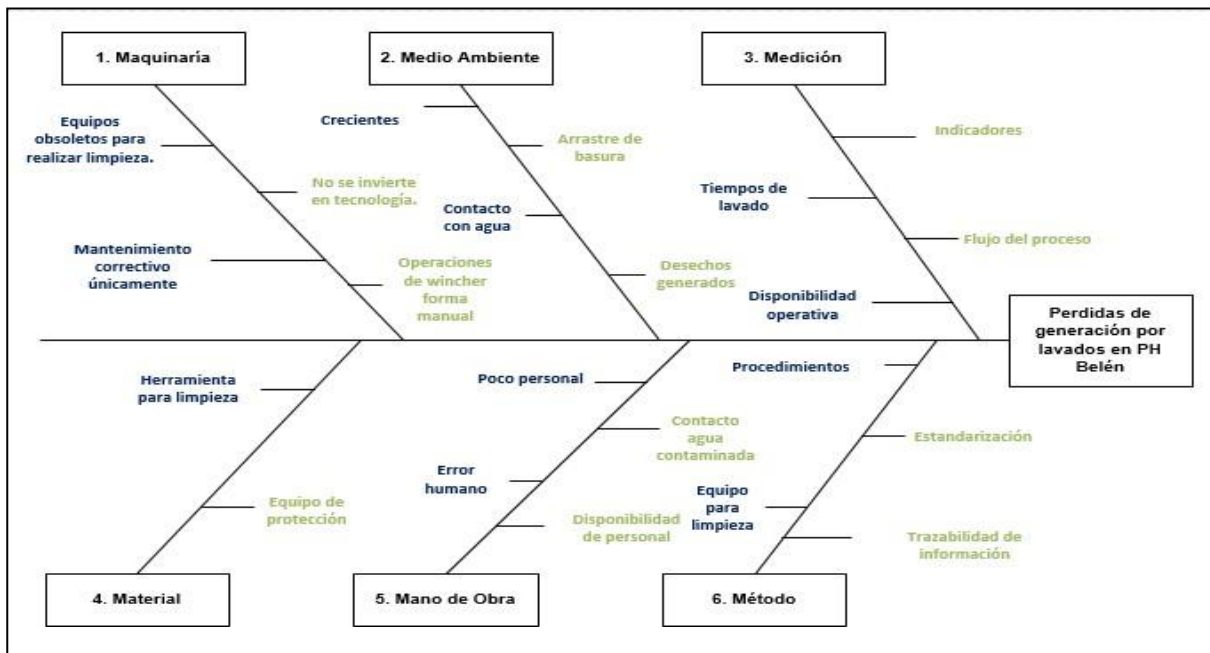 1. Maquinaría
2. Medio Ambiente
3. Medición
Equipos
obsoletos para
realizar limpieza.
No se invierte
en tecnología.
Mantenimiento
correctivo
únicamente
Operaciones
de wincher
forma
manual
Crecientes
Arrastre de
basura
Contacto
con agua
Desechos
generados
Indicadores
Tiempos de
lavado
Flujo del proceso
Disponibilidad
operativa
Perdidas de
generación por
lavados en PH
Belén
Herramienta
para limpieza
Equipo de
protección
Poco personal
Contacto
agua
contaminada
Error
humano
Disponibilidad
de personal
Procedimientos
Estandarización
Equipo
para
limpieza
Trazabilidad de
información
4. Material
5. Mano de Obra
6. Método